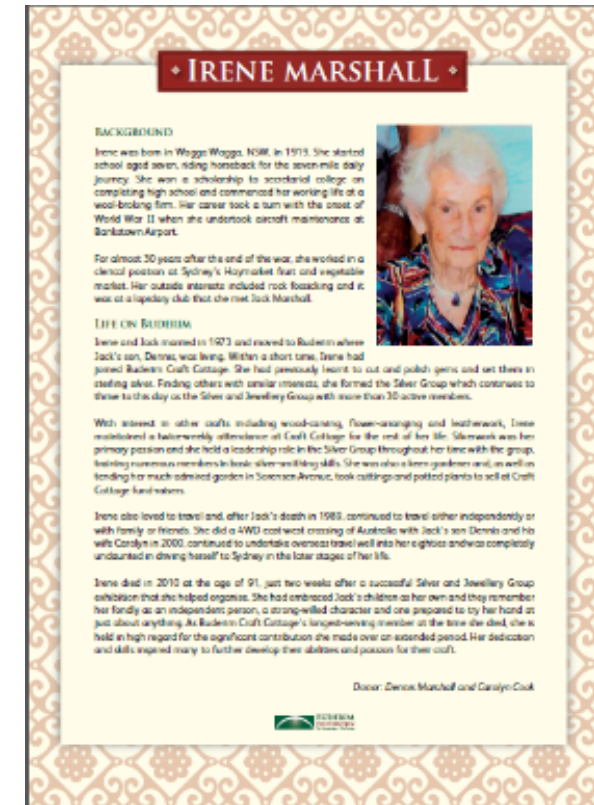 IRENE MARSHALL
BACKGROUND
Irene was born in Wagga Wagga, NSW, in 1919. She started
school aged seven, riding horseback for the seven-mile daily
journey. She won a scholarship to secretarial college on
completing high school and commenced her working life at a
wool-broking firm. Her career took a turn with the onset of
World War II when she undertook aircraft maintenance at
Bankstown Airport.
For almost 30 years after the end of the war, she worked in a
clerical position at Sydney's Haymarket fruit and vegetable
market. Her outside interests included rock fossicking and it
was at a lapidary club that she met Jack Marshall.
LIFE ON BUDERIM
Irene and Jack married in 1973 and moved to Buderim where
Jack's son, Dennis, was living. Within a short time, Irene had
joined Buderim Craft Cottage. She had previously learnt to cut and polish gems and set them in
sterling silver. Finding others with similar interests, she formed the Silver Group which continues to
thrive to this day as the Silver and Jewellery Group with more than 30 active members.
With interest in other crafts including wood-carving, flower-arranging and leatherwork, Irene
maintained a twice-weekly attendance at Craft Cottage for the rest of her life. Silverwork was her
primary passion and she held a leadership role in the Silver Group throughout her time with the group,
training numerous members in basic silver-smithing skills. She was also a keen gardener and, as well as
tending her much-admired garden in Sorensen Avenue, took cuttings and potted plants to sell at Craft
Cottage fund-raisers.
Irene also loved to travel and, after Jack's death in 1983, continued to travel either independently or
with family or friends. She did a 4WD east-west crossing of Australia with Jack's son Dennis and his
wife Carolyn in 2000, continued to undertake overseas travel well into her eighties and was completely
undaunted in driving herself to Sydney in the later stages of her life.
Irene died in 2010 at the age of 91, just two weeks after a successful Silver and Jewellery Group
exhibition that she helped organise. She had embraced Jack's children as her own and they remember
her fondly as an independent person, a strong-willed character and one prepared to try her hand at
just about anything. As Buderim Craft Cottage's longest-serving member at the time she died, she is
held in high regard for the significant contribution she made over an extended period. Her dedication
and skills inspired many to further develop their abilities and passion for their craft.
Donor: Dennis Marshall and Carolyn Cook
BUDERIM